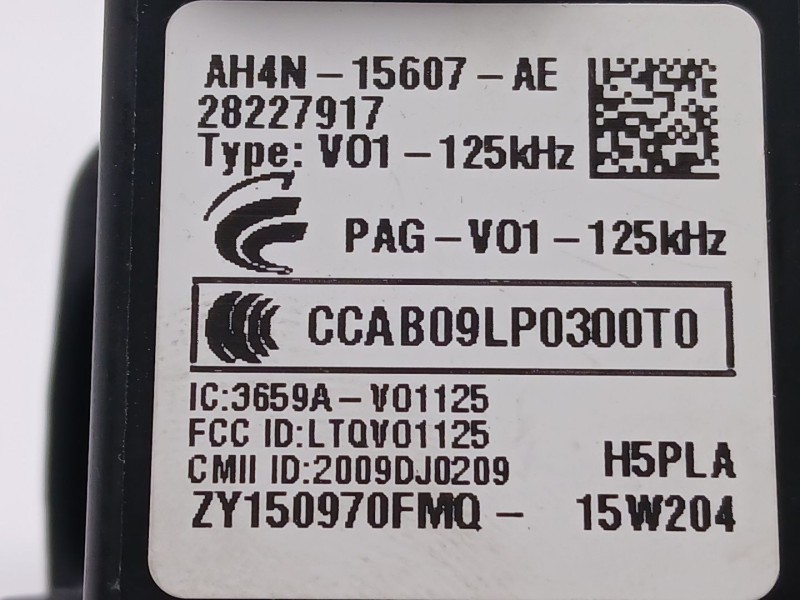 AH4N-15607-AE
28227917
Type: V01-125kHz
PAG-V01-125kHz
CCAB09LP0300T0
IC:3659A-V01125
FCC ID:LTQV01125
CMII ID:2009DJ0209
H5PLA
ZY150970FMQ- 15W204